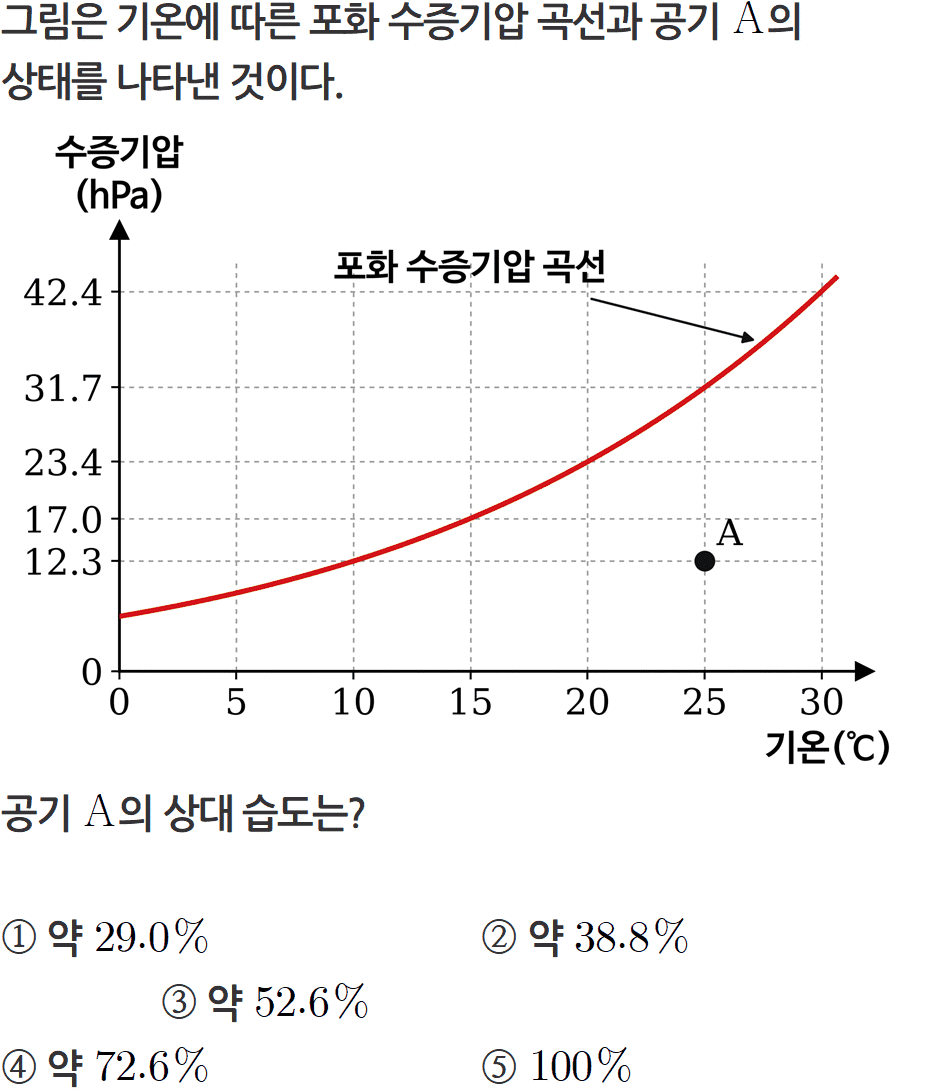 그림은 기온에 따른 포화 수증기압 곡선과 공기 A의
상태를 나타낸 것이다.
수증기압
(hPa)
포화 수증기압 곡선
42.4
31.7
23.4
17.0
12.3
A
0
0 5 10 15 20 25 30
기온(℃)
공기 A의 상대 습도는?
① 약 29.0% ② 약 38.8%
③ 약 52.6%
④ 약 72.6% ⑤ 100%